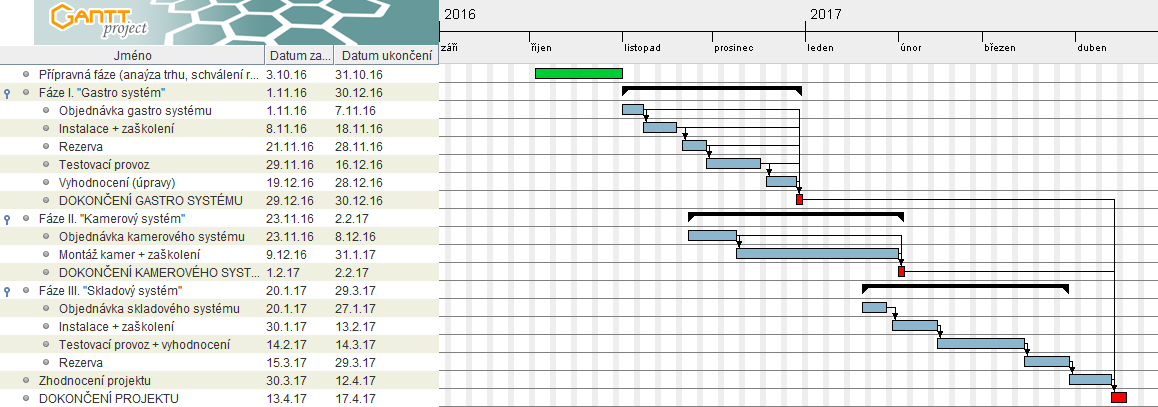 GANTT
project
2016
2017
září
říjen
listopad
prosinec
leden
únor
březen
duben
Jméno Datum za... Datum ukončení
Přípravná fáze (anaýza trhu, schválení r... 3.10.16 31.10.16
Fáze I. "Gastro systém" 1.11.16 30.12.16
Objednávka gastro systému 1.11.16 7.11.16
Instalace + zaškolení 8.11.16 18.11.16
Rezerva 21.11.16 28.11.16
Testovací provoz 29.11.16 16.12.16
Vyhodnocení (úpravy) 19.12.16 28.12.16
DOKONČENÍ GASTRO SYSTÉMU 29.12.16 30.12.16
Fáze II. "Kamerový systém" 23.11.16 2.2.17
Objednávka kamerového systému 23.11.16 8.12.16
Montáž kamer + zaškolení 9.12.16 31.1.17
DOKONČENÍ KAMEROVÉHO SYST... 1.2.17 2.2.17
Fáze III. "Skladový systém" 20.1.17 29.3.17
Objednávka skladového systému 20.1.17 27.1.17
Instalace + zaškolení 30.1.17 13.2.17
Testovací provoz + vyhodnocení 14.2.17 14.3.17
Rezerva 15.3.17 29.3.17
Zhodnocení projektu 30.3.17 12.4.17
DOKONČENÍ PROJEKTU 13.4.17 17.4.17